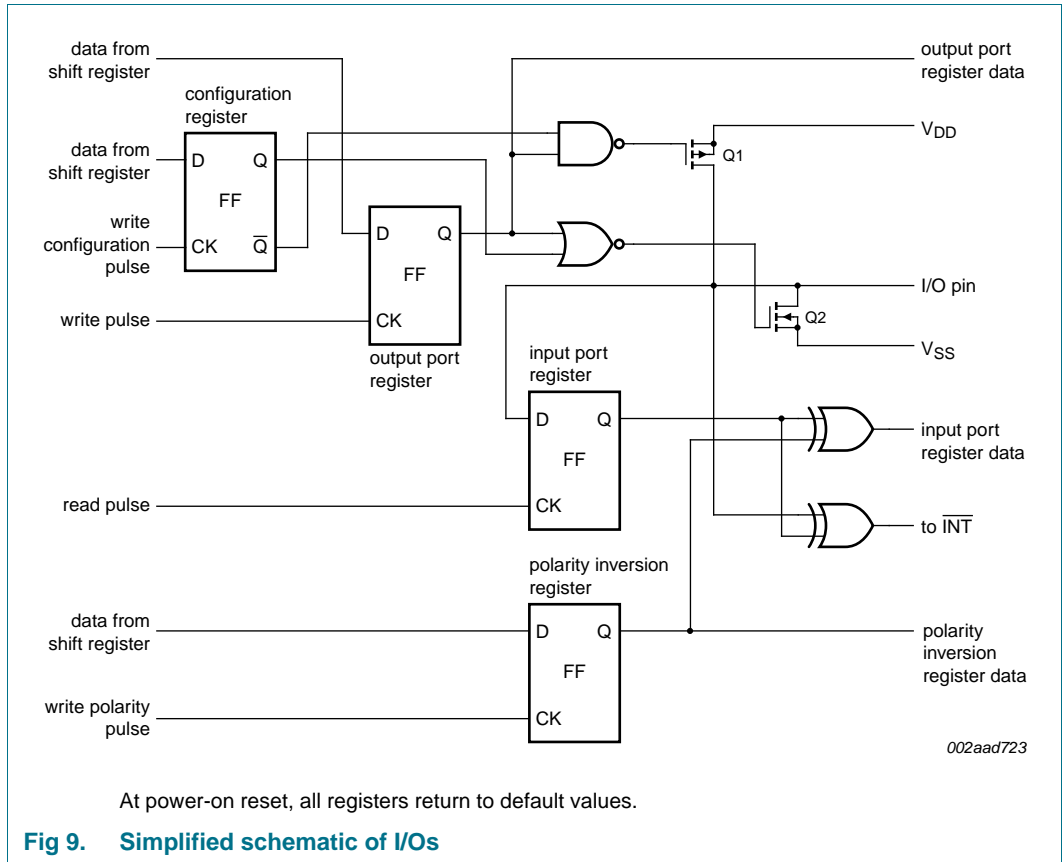 data from
shift register
output port
register data
configuration
register
V_DD
data from
shift register
D
Q
Q1
FF
write
configuration
pulse
CK
Q̅
D
Q
FF
I/O pin
Q2
write pulse
CK
V_SS
output port
register
input port
register
D
Q
input port
register data
FF
read pulse
CK
to I̅N̅T̅
polarity inversion
register
data from
shift register
D
Q
polarity
inversion
register data
FF
write polarity
pulse
CK
002aad723
At power-on reset, all registers return to default values.
Fig 9. Simplified schematic of I/Os